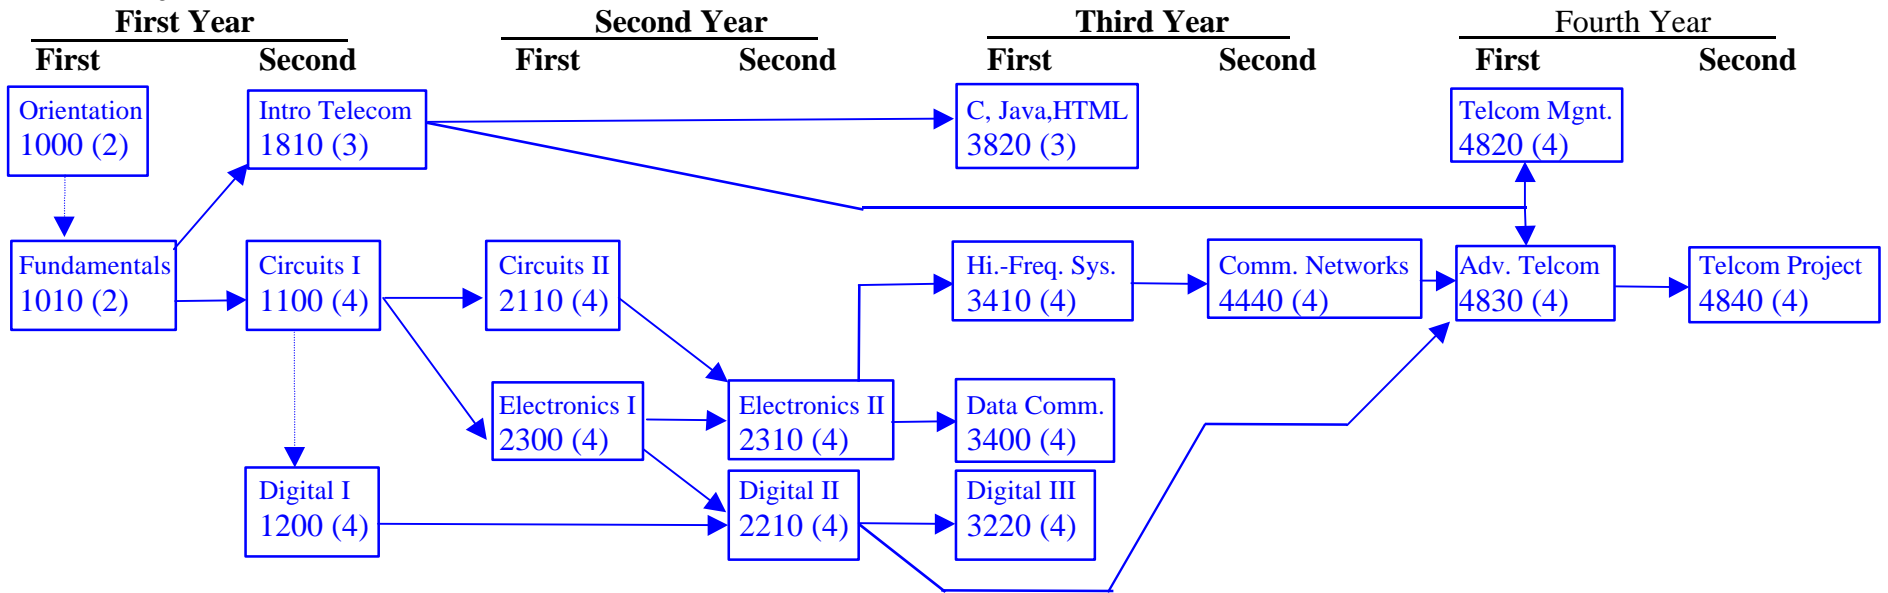 First Year Second Year Third Year Fourth Year
First Second First Second First Second First Second
Orientation
1000 (2)
Intro Telecom
1810 (3)
C, Java,HTML
3820 (3)
Telcom Mgnt.
4820 (4)
Fundamentals
1010 (2)
Circuits I
1100 (4)
Circuits II
2110 (4)
Hi.-Freq. Sys.
3410 (4)
Comm. Networks
4440 (4)
Adv. Telcom
4830 (4)
Telcom Project
4840 (4)
Electronics I
2300 (4)
Electronics II
2310 (4)
Data Comm.
3400 (4)
Digital I
1200 (4)
Digital II
2210 (4)
Digital III
3220 (4)